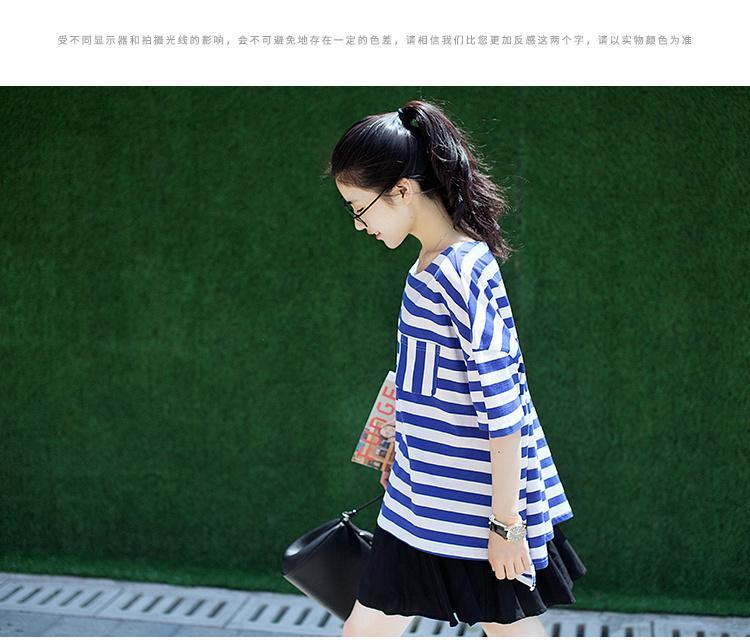 受不同显示器和拍摄光线的影响，会不可避免地存在一定的色差，请相信我们比您更加反感这两个字，请以实物颜色为准
FUDGE